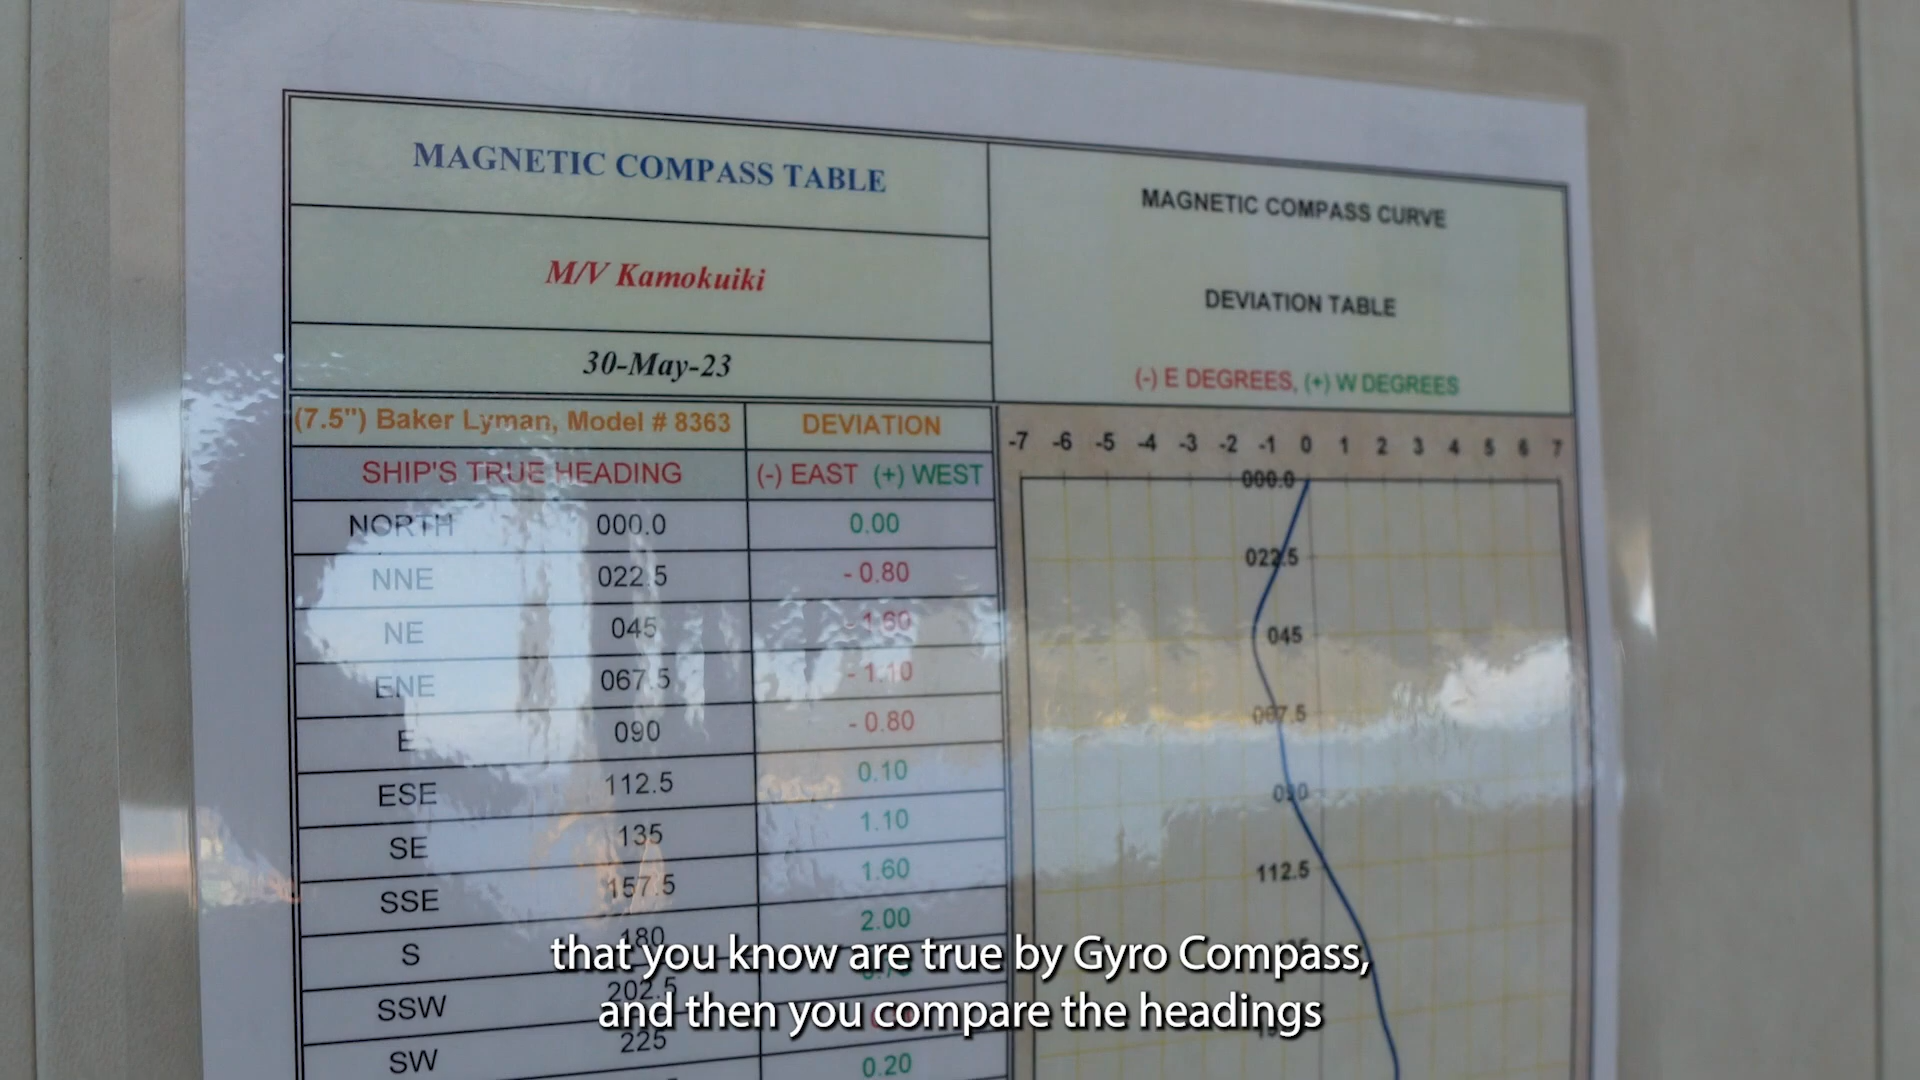 MAGNETIC COMPASS TABLE
M/V Kamokuiki
30-May-23
MAGNETIC COMPASS CURVE
DEVIATION TABLE
(-) E DEGREES, (+) W DEGREES
(7.5") Baker Lyman, Model # 8363 DEVIATION
SHIP'S TRUE HEADING (-) EAST (+) WEST
NORTH 000.0 0.00
NNE 022.5 - 0.80
NE 045 - 1.60
ENE 067.5 - 1.10
E 090 - 0.80
ESE 112.5 0.10
SE 135 1.10
SSE 157.5 1.60
S 180 2.00
SSW 202.5
SW 225 0.20
-7 -6 -5 -4 -3 -2 -1 0 1 2 3 4 5 6 7
000.0
022.5
045
067.5
090
112.5
that you know are true by Gyro Compass,
and then you compare the headings